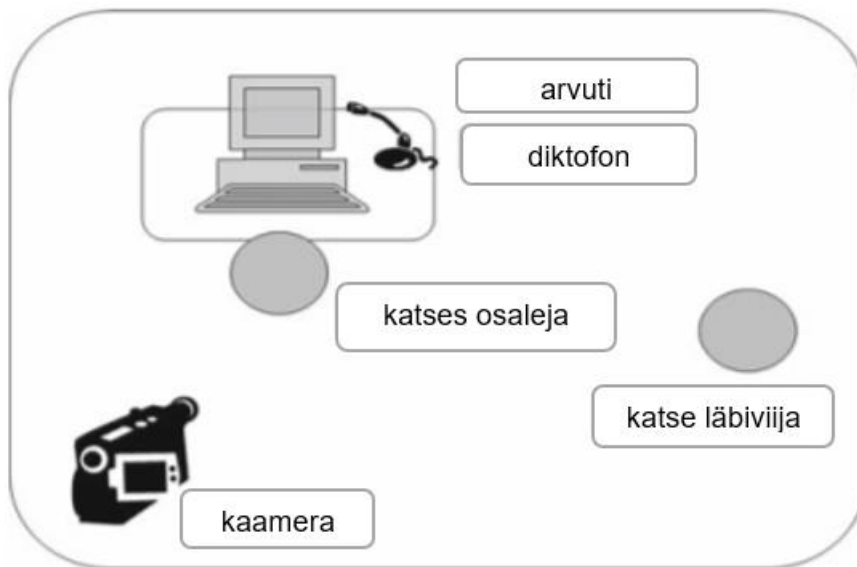 arvuti
diktofon
katses osaleja
katse läbiviija
kaamera